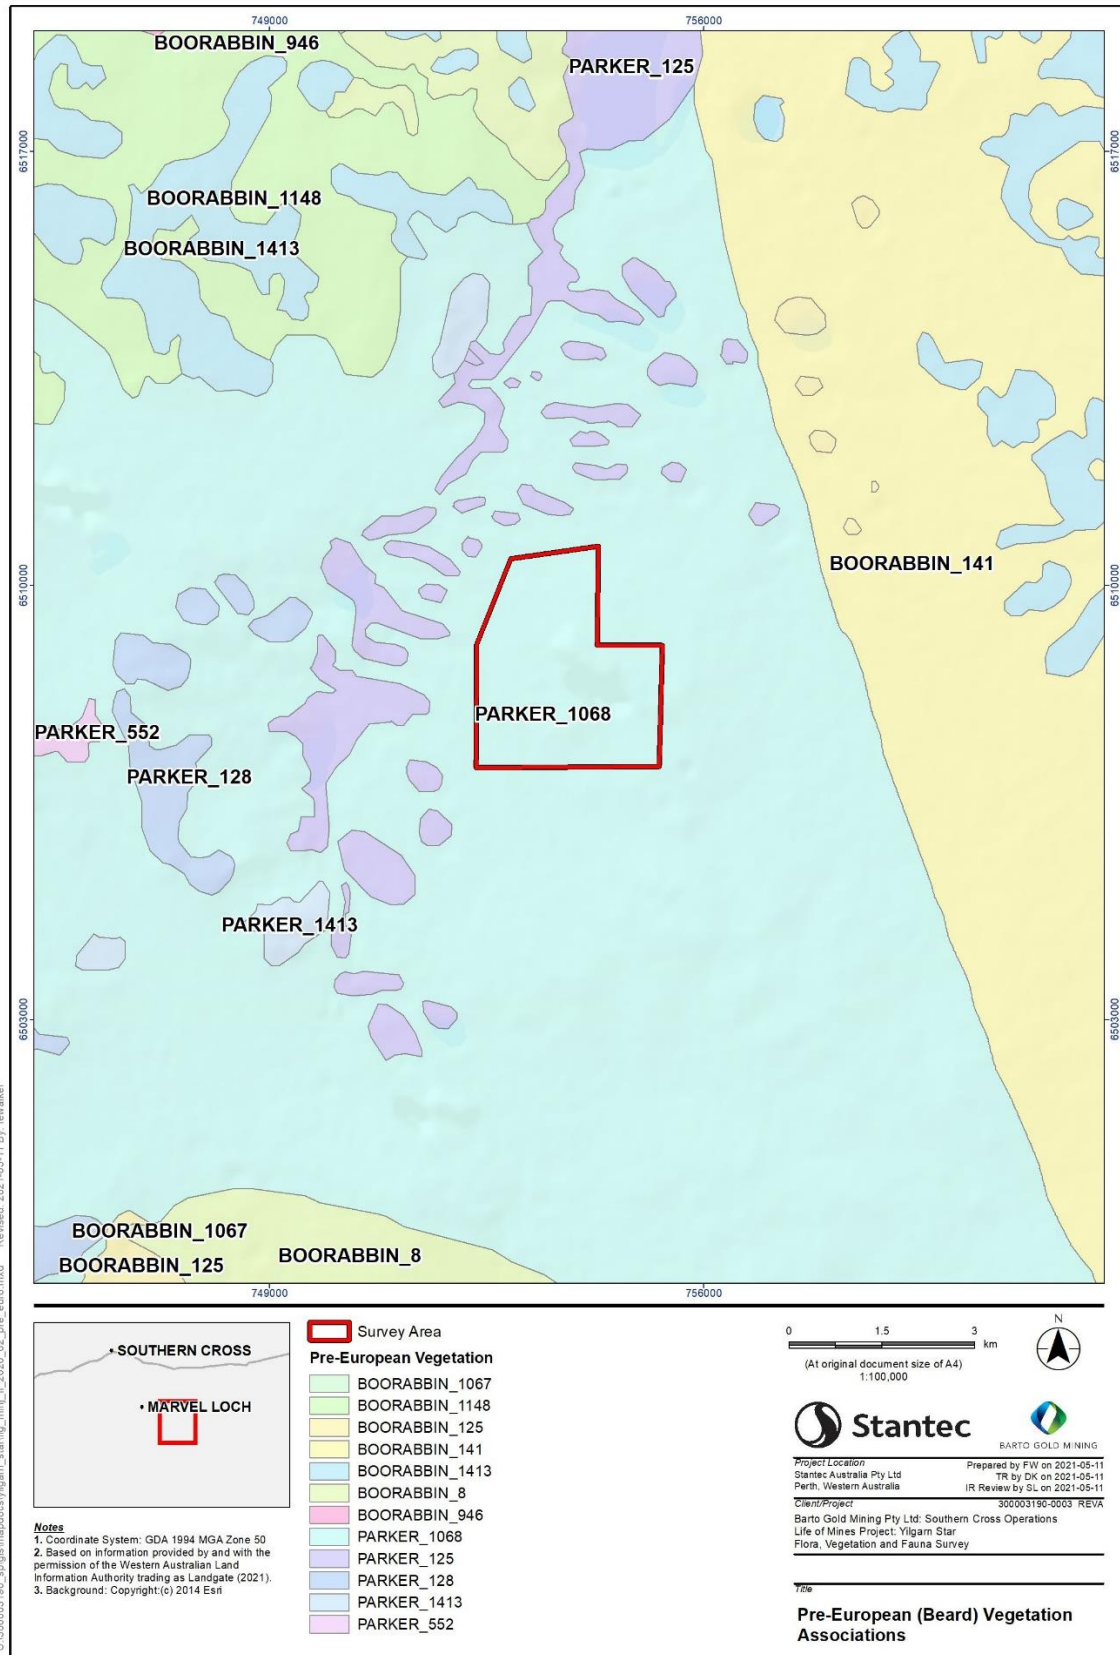 749000
756000
BOORABBIN_946
PARKER_125
6517000
6517000
BOORABBIN_1148
BOORABBIN_1413
BOORABBIN_141
6510000
6510000
PARKER_1068
PARKER_552
PARKER_128
PARKER_1413
6503000
6503000
BOORABBIN_1067
BOORABBIN_125
BOORABBIN_8
749000
756000
SOUTHERN CROSS
MARVEL LOCH
Notes
1. Coordinate System: GDA 1994 MGA Zone 50
2. Based on information provided by and with the
permission of the Western Australian Land
Information Authority trading as Landgate (2021).
3. Background: Copyright:(c) 2014 Esri
Survey Area
Pre-European Vegetation
BOORABBIN_1067
BOORABBIN_1148
BOORABBIN_125
BOORABBIN_141
BOORABBIN_1413
BOORABBIN_8
BOORABBIN_946
PARKER_1068
PARKER_125
PARKER_128
PARKER_1413
PARKER_552
0 1.5 3 km
(At original document size of A4)
1:100,000
N
Stantec
BARTO GOLD MINING
Project Location
Stantec Australia Pty Ltd
Perth, Western Australia
Prepared by FW on 2021-05-11
TR by DK on 2021-05-11
IR Review by SL on 2021-05-11
Client/Project
300003190-0003 REVA
Barto Gold Mining Pty Ltd: Southern Cross Operations
Life of Mines Project: Yilgarn Star
Flora, Vegetation and Fauna Survey
Title
Pre-European (Beard) Vegetation
Associations